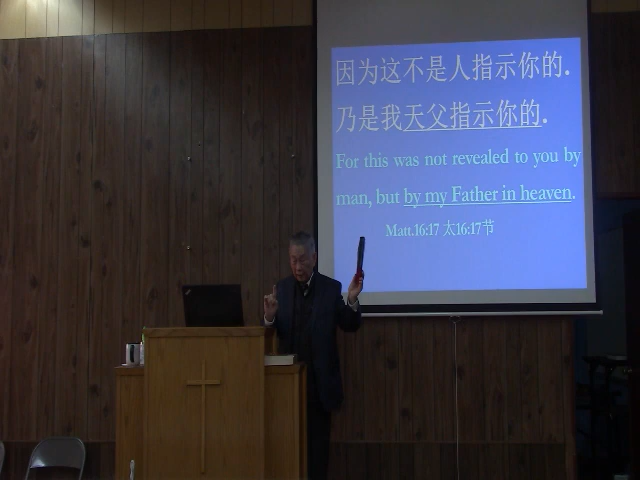 因为这不是人指示你的.
乃是我天父指示你的.
For this was not revealed to you by
man, but by my Father in heaven.
Matt.16:17 太16:17节